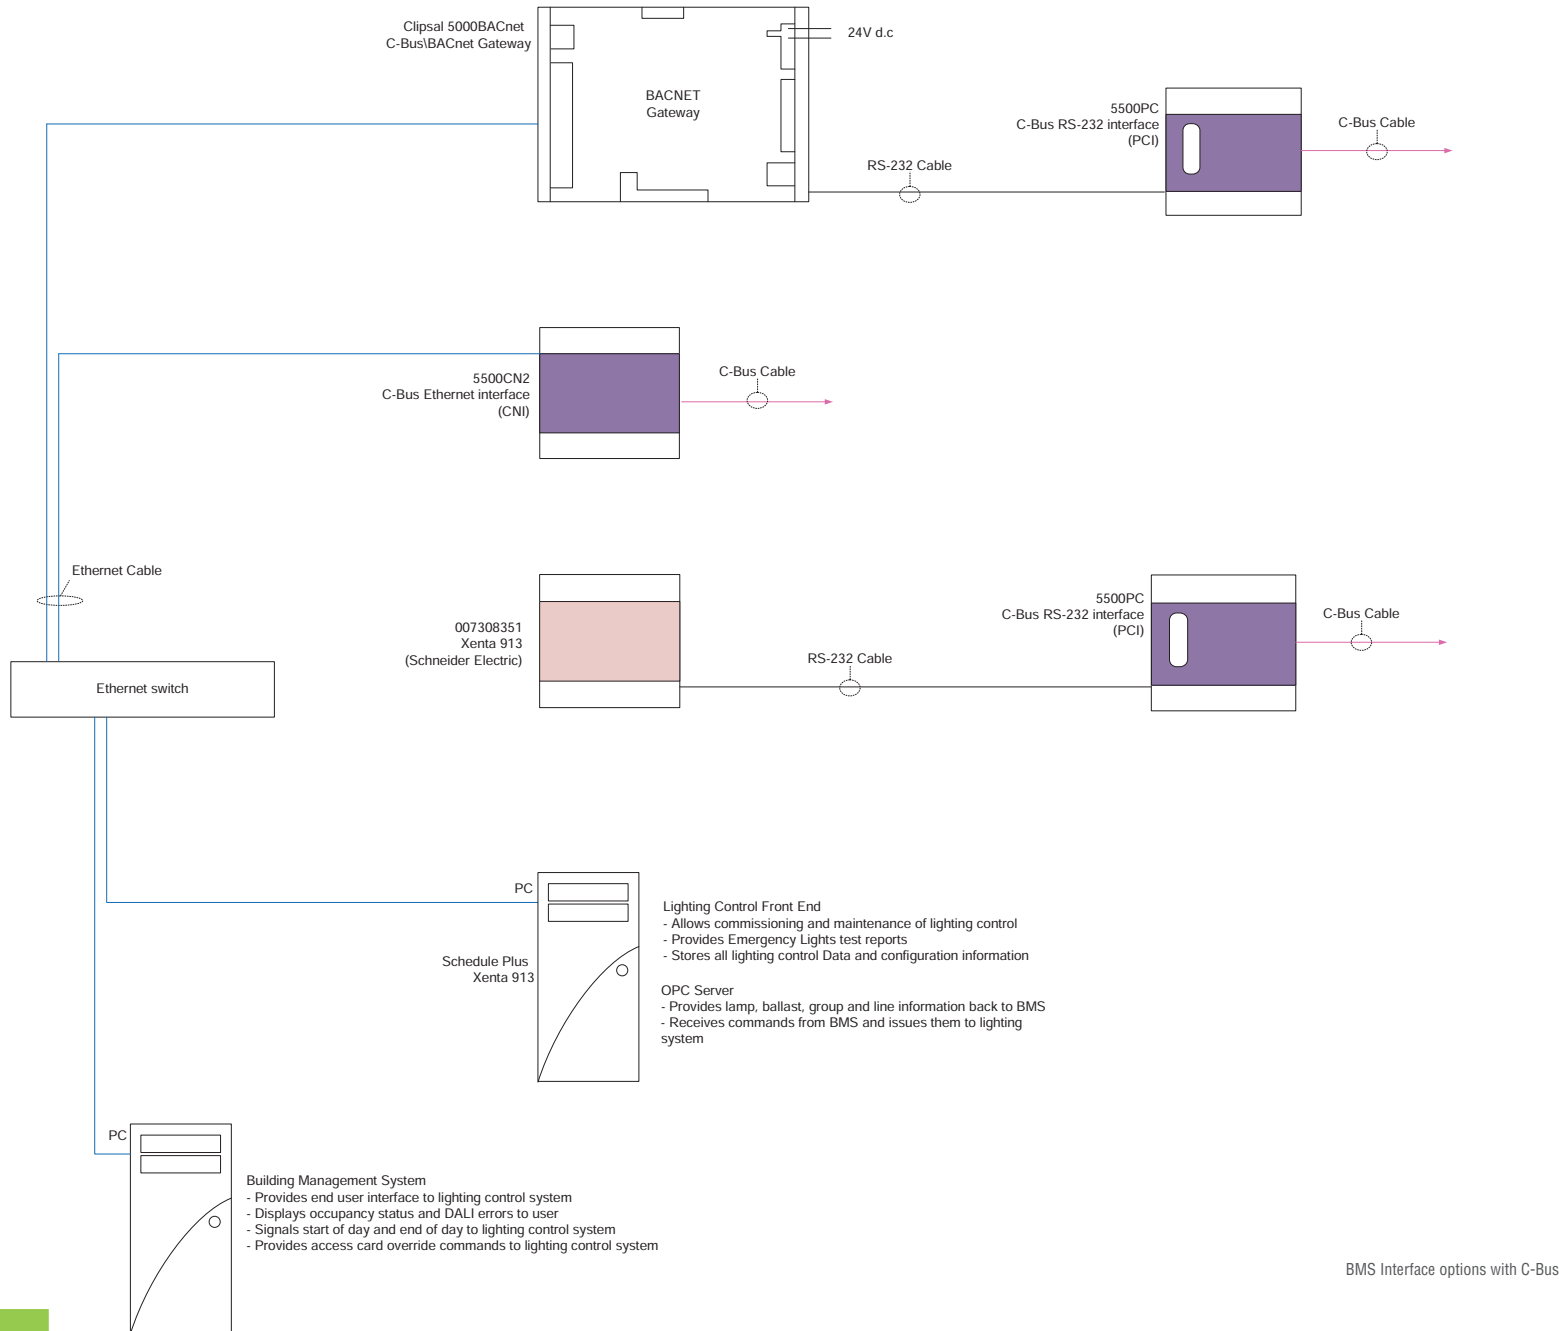 Clipsal 5000BACnet
C-Bus\BACnet Gateway
24V d.c
BACNET
Gateway
5500PC
C-Bus RS-232 interface
(PCI)
C-Bus Cable
RS-232 Cable
5500CN2
C-Bus Ethernet interface
(CNI)
C-Bus Cable
Ethernet Cable
007308351
Xenta 913
(Schneider Electric)
RS-232 Cable
5500PC
C-Bus RS-232 interface
(PCI)
C-Bus Cable
Ethernet switch
PC
Schedule Plus
Xenta 913
Lighting Control Front End
- Allows commissioning and maintenance of lighting control
- Provides Emergency Lights test reports
- Stores all lighting control Data and configuration information
OPC Server
- Provides lamp, ballast, group and line information back to BMS
- Receives commands from BMS and issues them to lighting
system
PC
Building Management System
- Provides end user interface to lighting control system
- Displays occupancy status and DALI errors to user
- Signals start of day and end of day to lighting control system
- Provides access card override commands to lighting control system
BMS Interface options with C-Bus